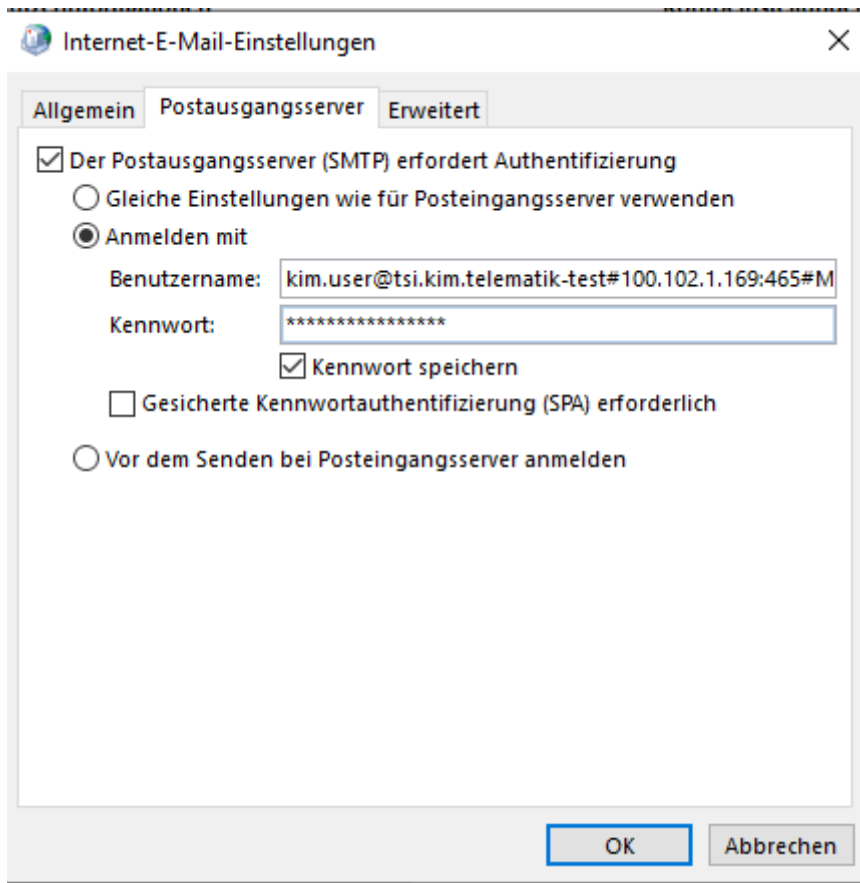 Internet-E-Mail-Einstellungen
Allgemein Postausgangsserver Erweitert
Der Postausgangsserver (SMTP) erfordert Authentifizierung
Gleiche Einstellungen wie für Posteingangsserver verwenden
Anmelden mit
Benutzername: kim.user@tsi.kim.telematik-test#100.102.1.169:465#M
Kennwort: ****************
Kennwort speichern
Gesicherte Kennwortauthentifizierung (SPA) erforderlich
Vor dem Senden bei Posteingangsserver anmelden
OK Abbrechen